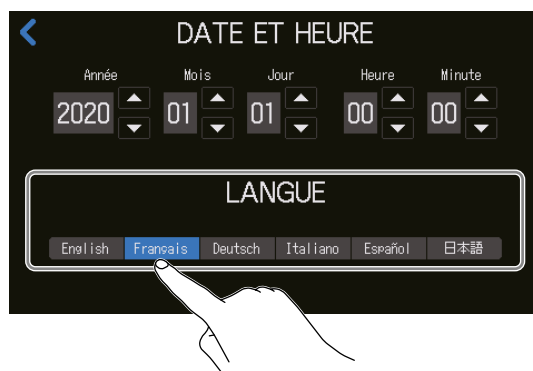 DATE ET HEURE
Année Mois Jour Heure Minute
2020 01 01 00 00
LANGUE
English Français Deutsch Italiano Español 日本語